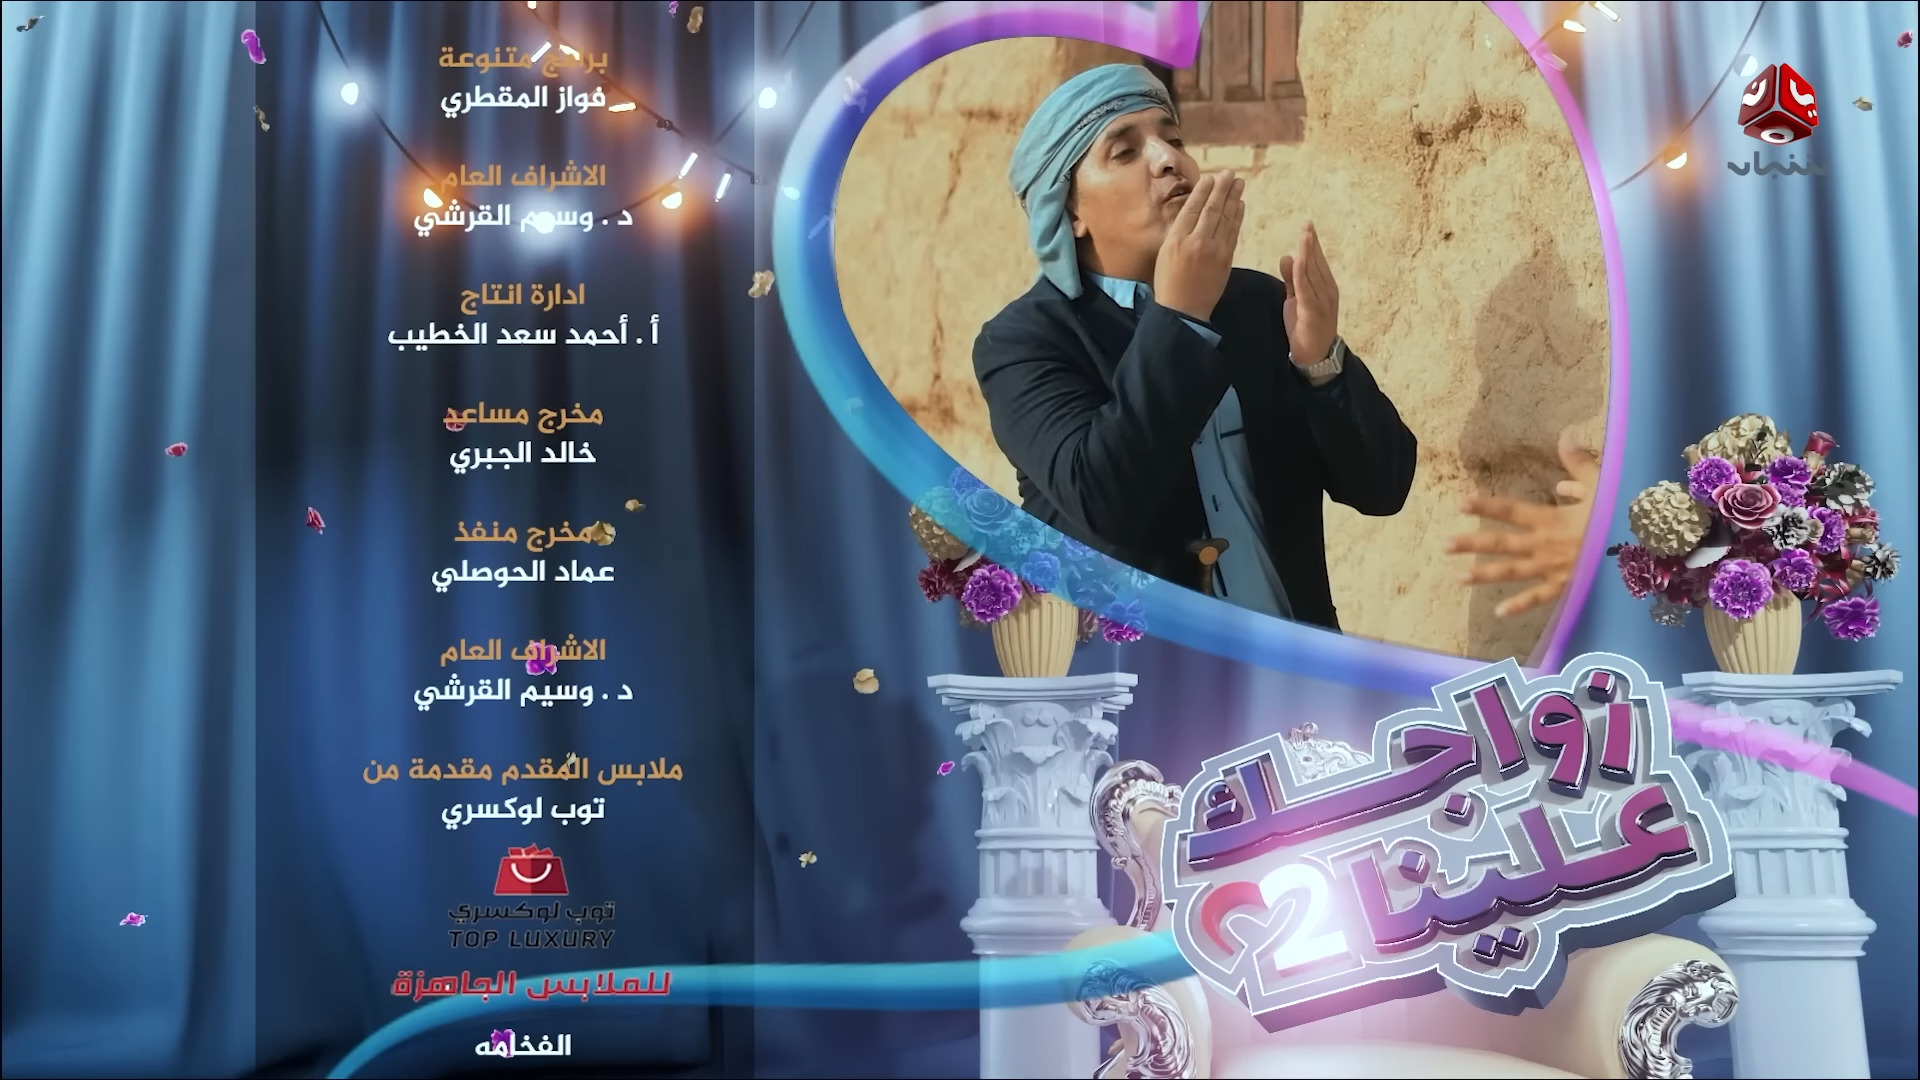 برامج متنوعة
فواز المقطري
الاشراف العام
د . وسيم القرشي
ادارة انتاج
أ . أحمد سعد الخطيب
مخرج مساعد
خالد الجبري
مخرج منفذ
عماد الحوصلي
الاشراف العام
د . وسيم القرشي
ملابس المقدم مقدمة من
توب لوكسري
توب لوكسري
TOP LUXURY
للملابس الجاهزة
الفخامه
زواجك
علينا 2
يمن
شباب